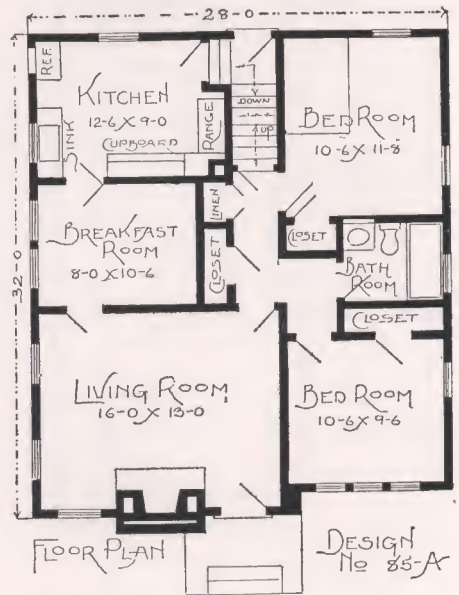 28-0
REF.
KITCHEN
12-6 X 9-0
SINK
CUPBOARD
RANGE
DOWN
UP
BED ROOM
10-6 X 11-8
LINEN
CLOSET
BREAKFAST
ROOM
8-0 X 10-6
CLOSET
BATH
ROOM
CLOSET
32-0
LIVING ROOM
16-0 X 13-0
BED ROOM
10-6 X 9-6
FLOOR PLAN
DESIGN
No 85-A